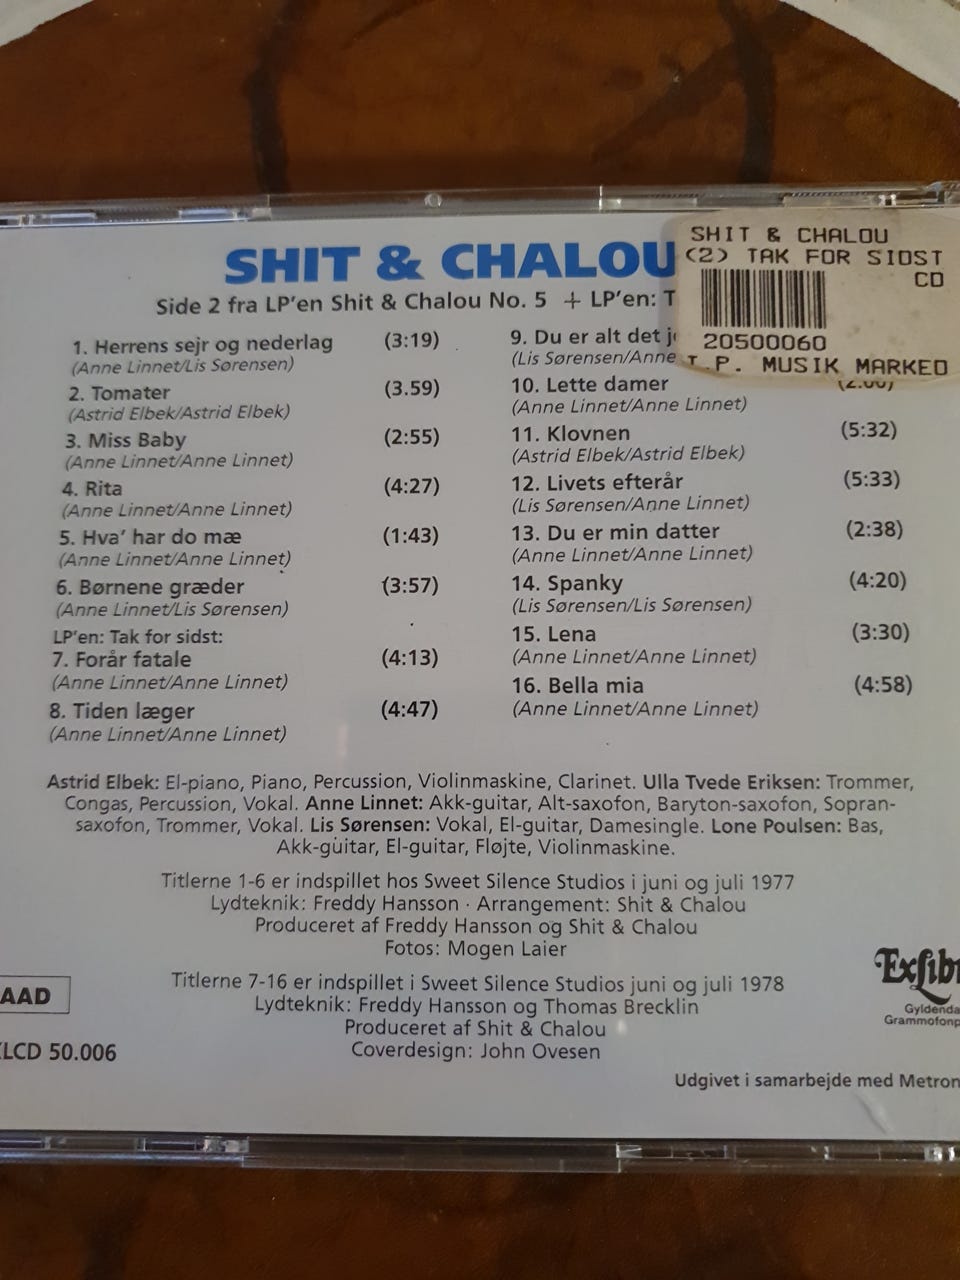 SHIT & CHALOU
Side 2 fra LP'en Shit & Chalou No. 5 + LP'en: T
SHIT & CHALOU
(2) TAK FOR SIDST
CD
20500060
T.P. MUSIK MARKED
1. Herrens sejr og nederlag (3:19)
(Anne Linnet/Lis Sørensen)
2. Tomater (3.59)
(Astrid Elbek/Astrid Elbek)
3. Miss Baby (2:55)
(Anne Linnet/Anne Linnet)
4. Rita (4:27)
(Anne Linnet/Anne Linnet)
5. Hva' har do mæ (1:43)
(Anne Linnet/Anne Linnet)
6. Børnene græder (3:57)
(Anne Linnet/Lis Sørensen)
LP'en: Tak for sidst:
7. Forår fatale (4:13)
(Anne Linnet/Anne Linnet)
8. Tiden læger (4:47)
(Anne Linnet/Anne Linnet)
9. Du er alt det
(Lis Sørensen/Anne
10. Lette damer
(Anne Linnet/Anne Linnet)
11. Klovnen (5:32)
(Astrid Elbek/Astrid Elbek)
12. Livets efterår (5:33)
(Lis Sørensen/Anne Linnet)
13. Du er min datter (2:38)
(Anne Linnet/Anne Linnet)
14. Spanky (4:20)
(Lis Sørensen/Lis Sørensen)
15. Lena (3:30)
(Anne Linnet/Anne Linnet)
16. Bella mia (4:58)
(Anne Linnet/Anne Linnet)
Astrid Elbek: El-piano, Piano, Percussion, Violinmaskine, Clarinet. Ulla Tvede Eriksen: Trommer,
Congas, Percussion, Vokal. Anne Linnet: Akk-guitar, Alt-saxofon, Baryton-saxofon, Sopran-
saxofon, Trommer, Vokal. Lis Sørensen: Vokal, El-guitar, Damesingle. Lone Poulsen: Bas,
Akk-guitar, El-guitar, Fløjte, Violinmaskine.
Titlerne 1-6 er indspillet hos Sweet Silence Studios i juni og juli 1977
Lydteknik: Freddy Hansson · Arrangement: Shit & Chalou
Produceret af Freddy Hansson og Shit & Chalou
Fotos: Mogen Laier
Titlerne 7-16 er indspillet i Sweet Silence Studios juni og juli 1978
Lydteknik: Freddy Hansson og Thomas Brecklin
Produceret af Shit & Chalou
Coverdesign: John Ovesen
AAD
LCD 50.006
Exlibr
Gyldenda
Grammofonp
Udgivet i samarbejde med Metron